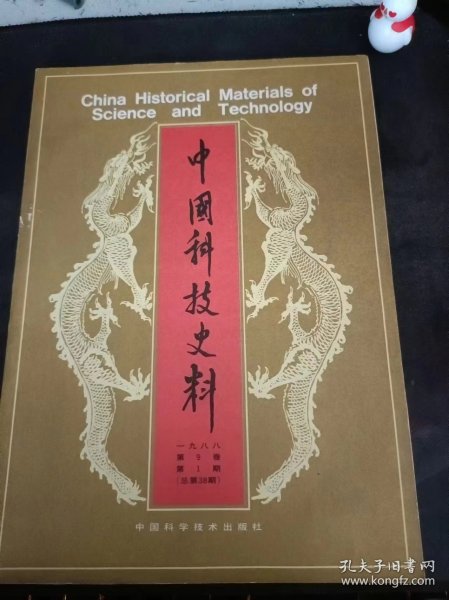 China Historical Materials of
Science and Technology
中國科技史料
一九八八
第9卷
第1期
(总第38期)
中国科学技术出版社
孔夫子旧书网
www.kongfz.com